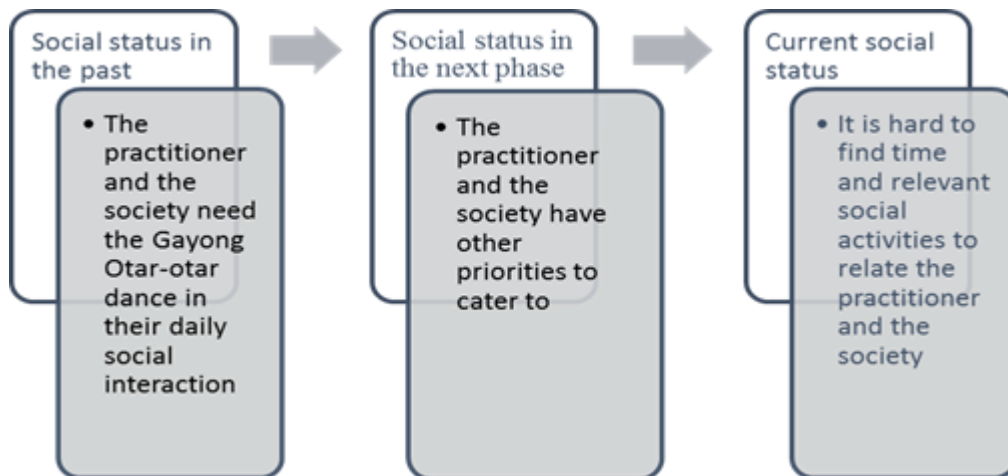 Social status in
the past
• The
practitioner
and the
society need
the Gayong
Otar-otar
dance in
their daily
social
interaction
Social status in
the next phase
• The
practitioner
and the
society have
other
priorities to
cater to
Current social
status
• It is hard to
find time
and relevant
social
activities to
relate the
practitioner
and the
society